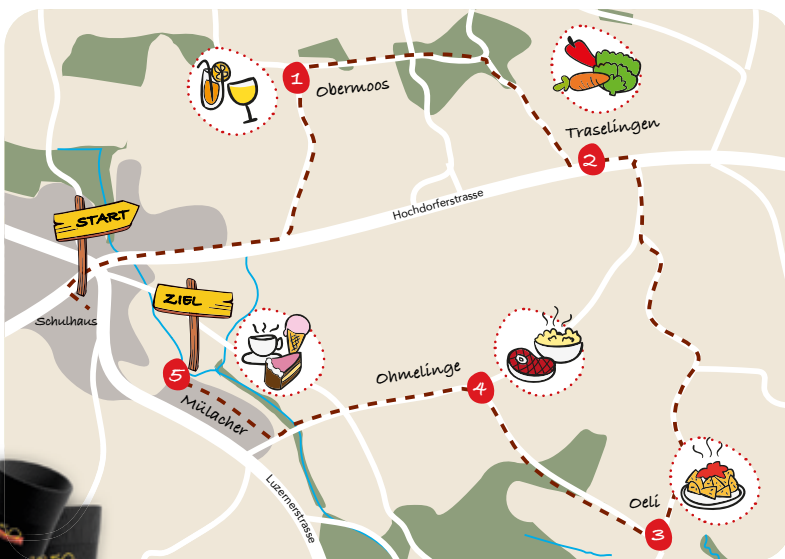 1
Obermoos
Traselingen
2
Hochdorferstrasse
START
Schulhaus
ZIEL
5
Mülacher
Ohmelinge
4
Luzernerstrasse
Oeli
3